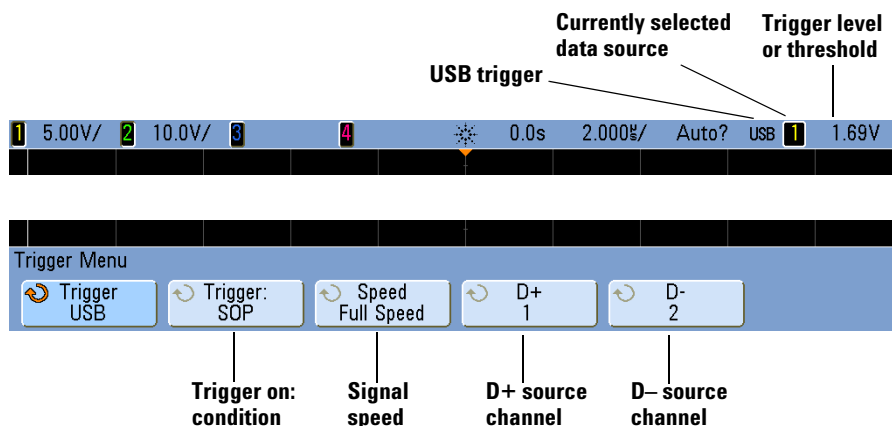 Currently selected
data source
Trigger level
or threshold
USB trigger
1 5.00V/ 2 10.0V/ 3 4 0.0s 2.000µs/ Auto? USB 1 1.69V
Trigger Menu
Trigger
USB
Trigger:
SOP
Speed
Full Speed
D+
1
D-
2
Trigger on:
condition
Signal
speed
D+ source
channel
D– source
channel